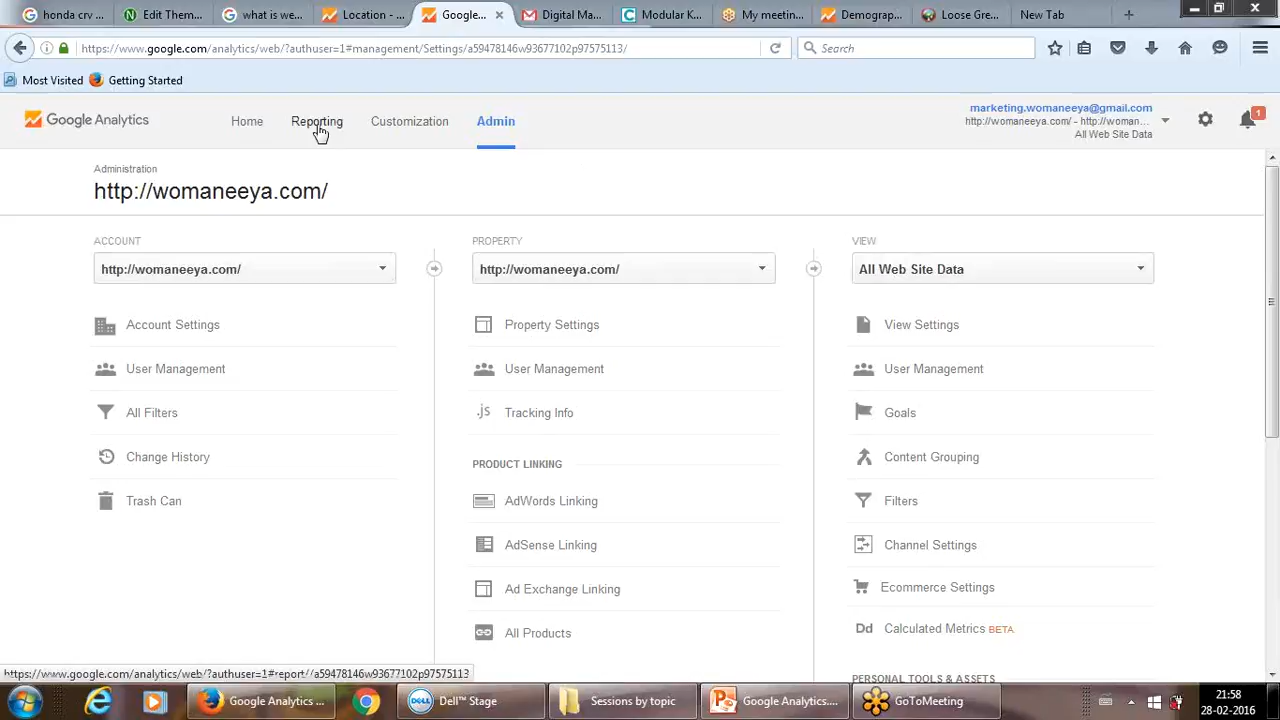 honda crv ...
Edit Them...
what is we...
Location - ...
Google...
Digital Ma...
Modular K...
My meetin...
Demograp...
Loose Gre...
New Tab
https://www.google.com/analytics/web/?authuser=1#management/Settings/a59478146w93677102p97575113/
Search
Most Visited
Getting Started
Google Analytics
Home
Reporting
Customization
Admin
marketing.womaneeya@gmail.com
http://womaneeya.com/ - http://woman...
All Web Site Data
1
Administration
http://womaneeya.com/
ACCOUNT
PROPERTY
VIEW
http://womaneeya.com/
http://womaneeya.com/
All Web Site Data
Account Settings
Property Settings
View Settings
User Management
User Management
User Management
All Filters
.js
Tracking Info
Goals
Change History
PRODUCT LINKING
Content Grouping
Trash Can
AdWords Linking
Filters
AdSense Linking
Channel Settings
Ad Exchange Linking
Ecommerce Settings
All Products
Dd
Calculated Metrics BETA
https://www.google.com/analytics/web/?authuser=1#report//a59478146w93677102p97575113
PERSONAL TOOLS & ASSETS
Google Analytics ...
DELL
Dell™ Stage
Sessions by topic
Google Analytics....
GoToMeeting
21:58
28-02-2016